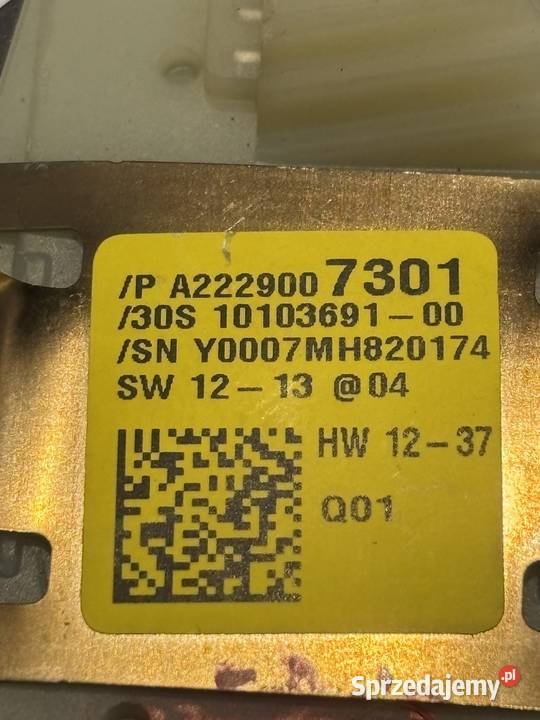 /P A222900 7301
/30S 10103691-00
/SN Y0007MH820174
SW 12-13 @04
HW 12-37
Q01
Sprzedajemy.pl